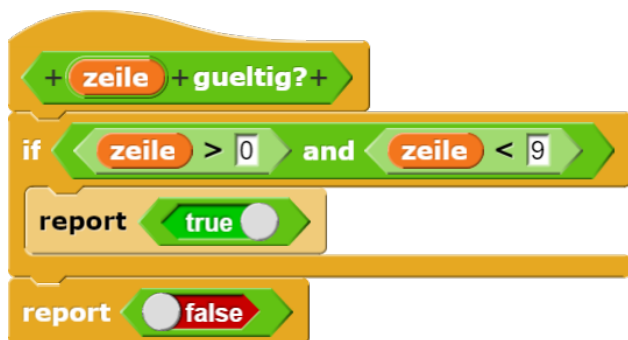 + zeile + gueltig? +
if zeile > 0 and zeile < 9
report true
report false